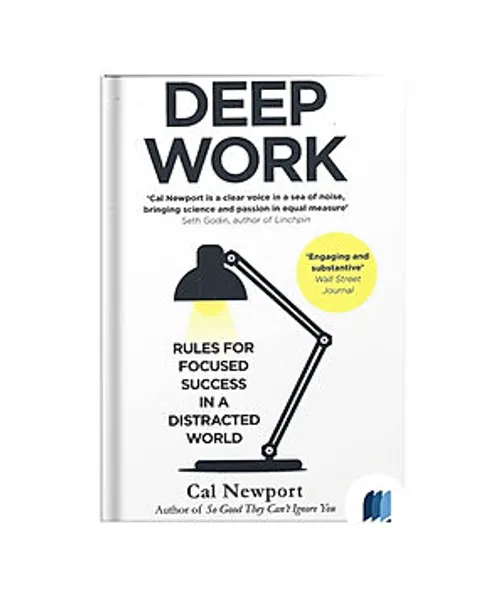 DEEP
WORK
'Cal Newport is a clear voice in a sea of noise,
bringing science and passion in equal measure'
Seth Godin, author of Linchpin
'Engaging and
substantive'
Wall Street
Journal
RULES FOR
FOCUSED
SUCCESS
IN A
DISTRACTED
WORLD
Cal Newport
Author of So Good They Can't Ignore You